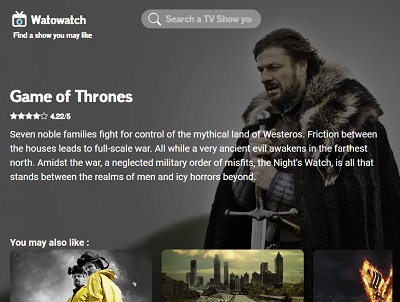 Watowatch
Search a TV Show yo
Find a show you may like
Game of Thrones
4.22/5
Seven noble families fight for control of the mythical land of Westeros. Friction between
the houses leads to full-scale war. All while a very ancient evil awakens in the farthest
north. Amidst the war, a neglected military order of misfits, the Night's Watch, is all that
stands between the realms of men and icy horrors beyond.
You may also like :